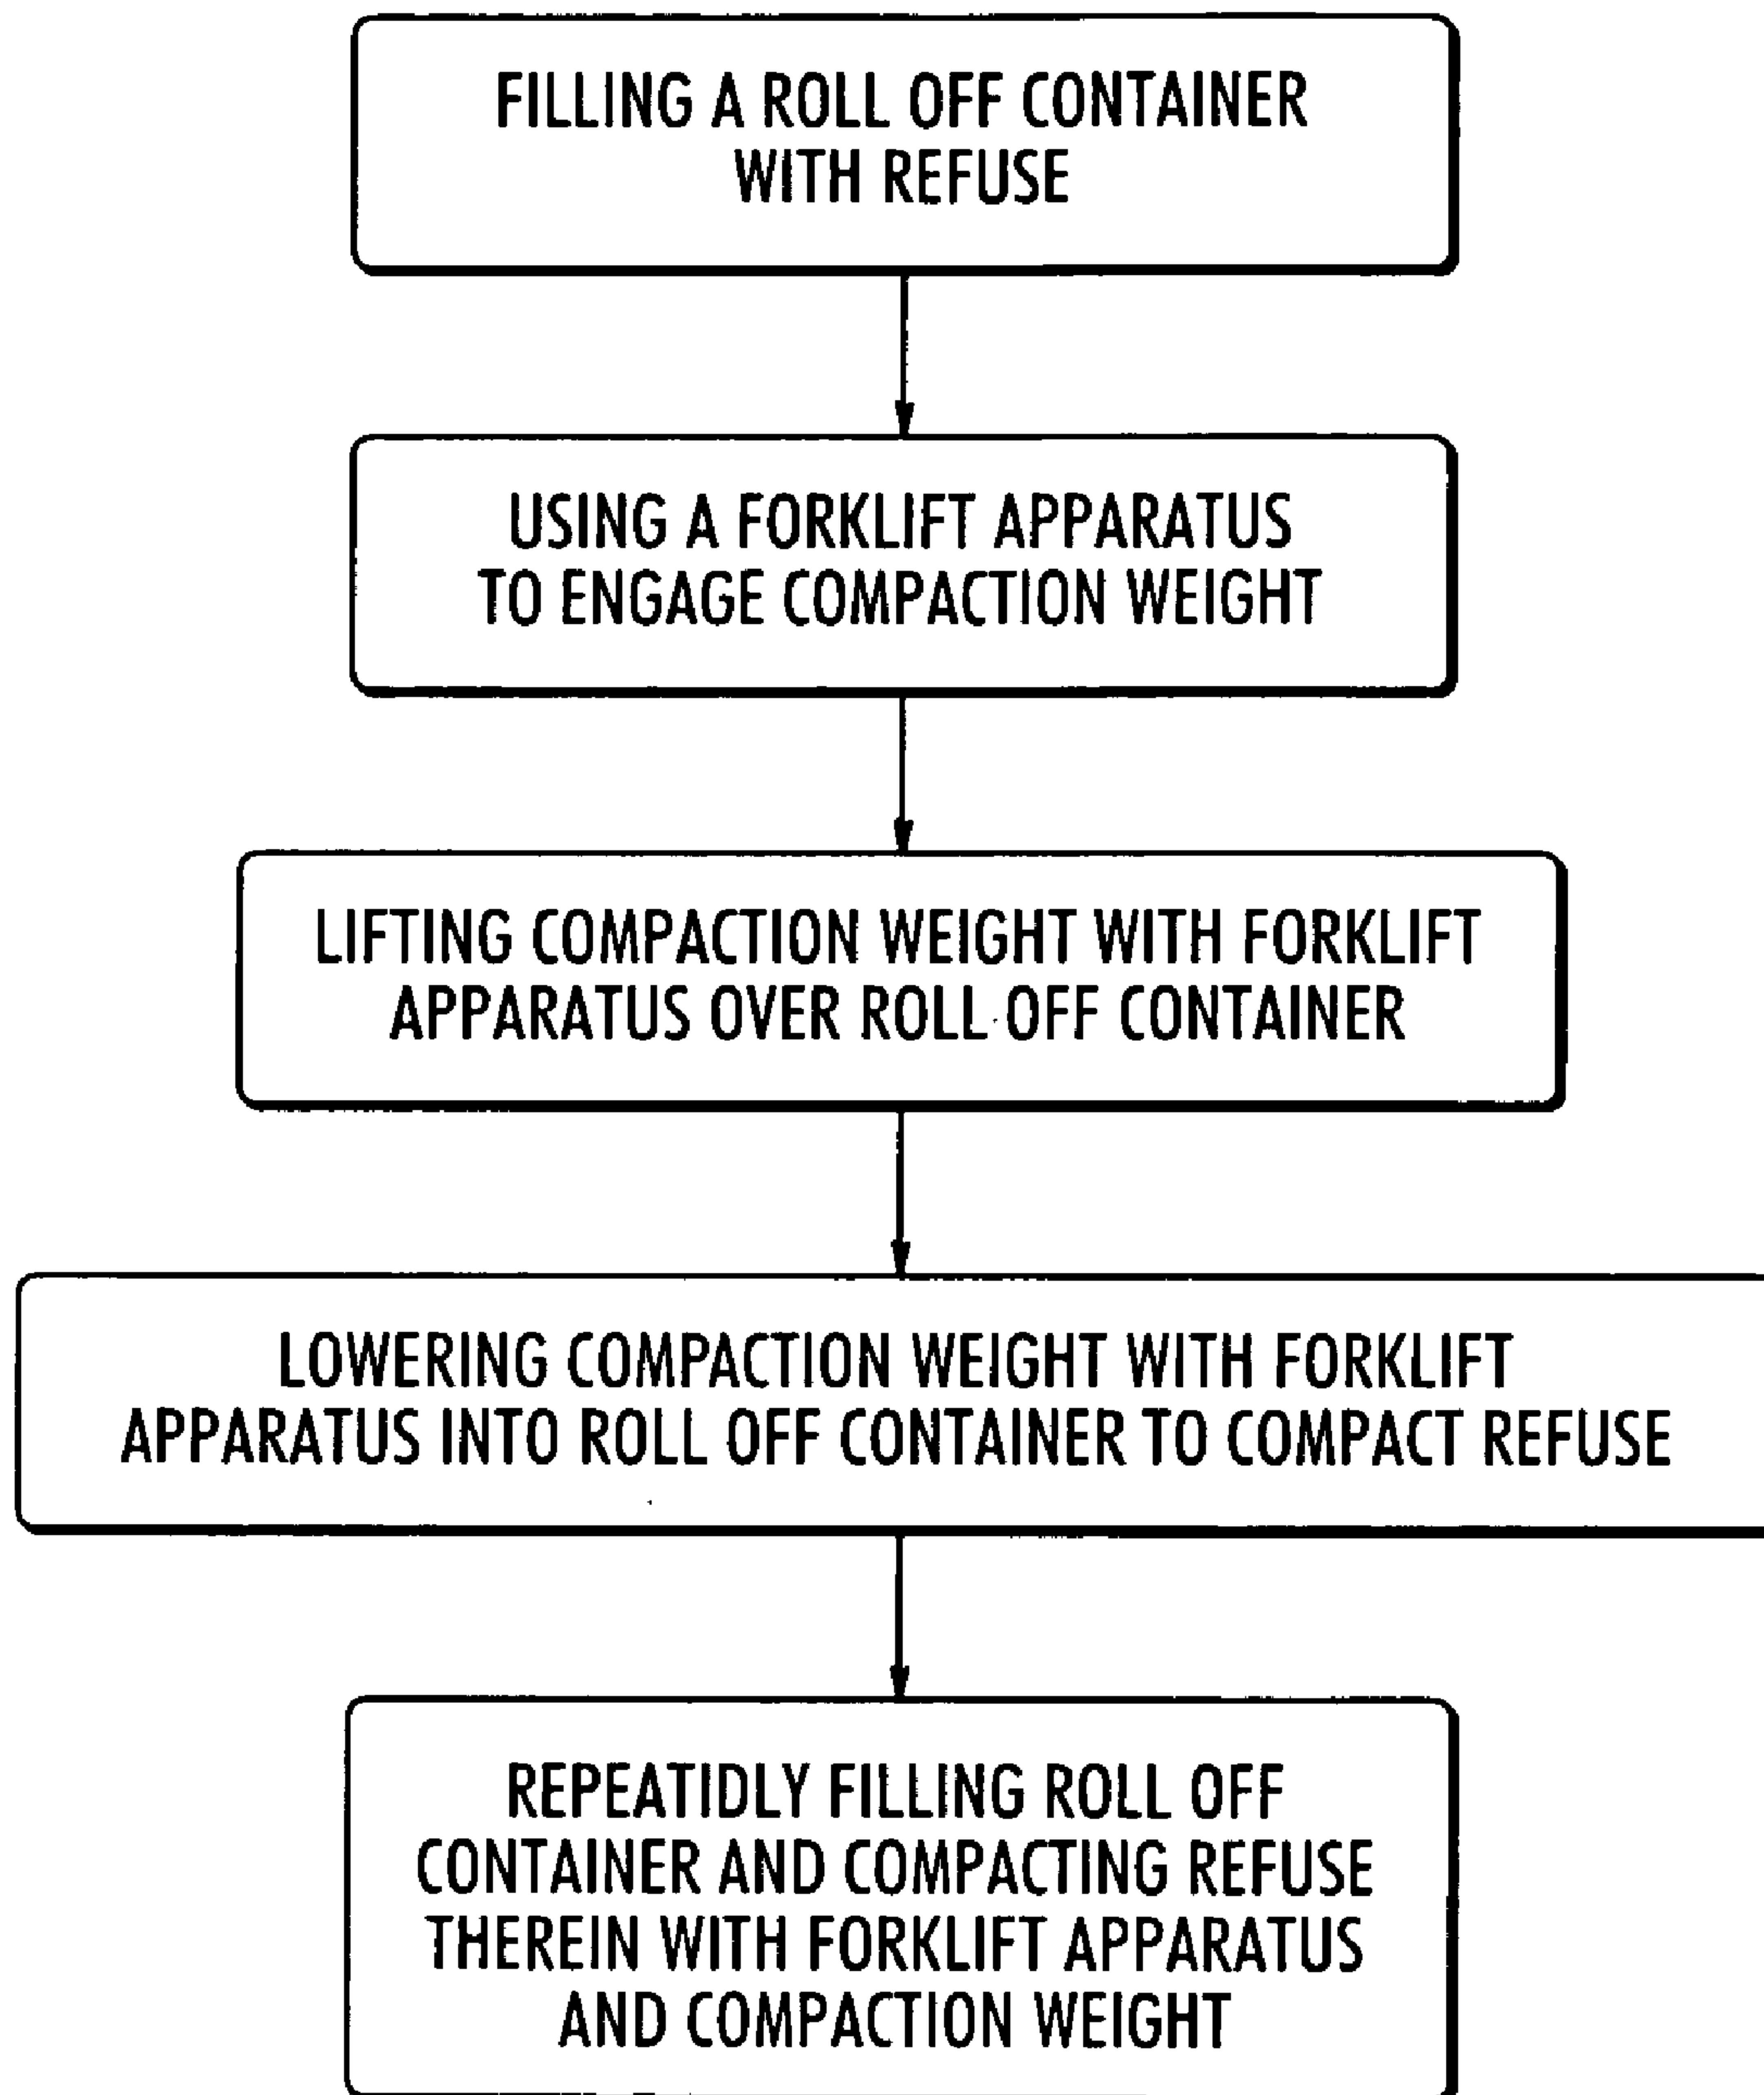 FILLING A ROLL OFF CONTAINER
WITH REFUSE
USING A FORKLIFT APPARATUS
TO ENGAGE COMPACTION WEIGHT
LIFTING COMPACTION WEIGHT WITH FORKLIFT
APPARATUS OVER ROLL OFF CONTAINER
LOWERING COMPACTION WEIGHT WITH FORKLIFT
APPARATUS INTO ROLL OFF CONTAINER TO COMPACT REFUSE
REPEATIDLY FILLING ROLL OFF
CONTAINER AND COMPACTING REFUSE
THEREIN WITH FORKLIFT APPARATUS
AND COMPACTION WEIGHT